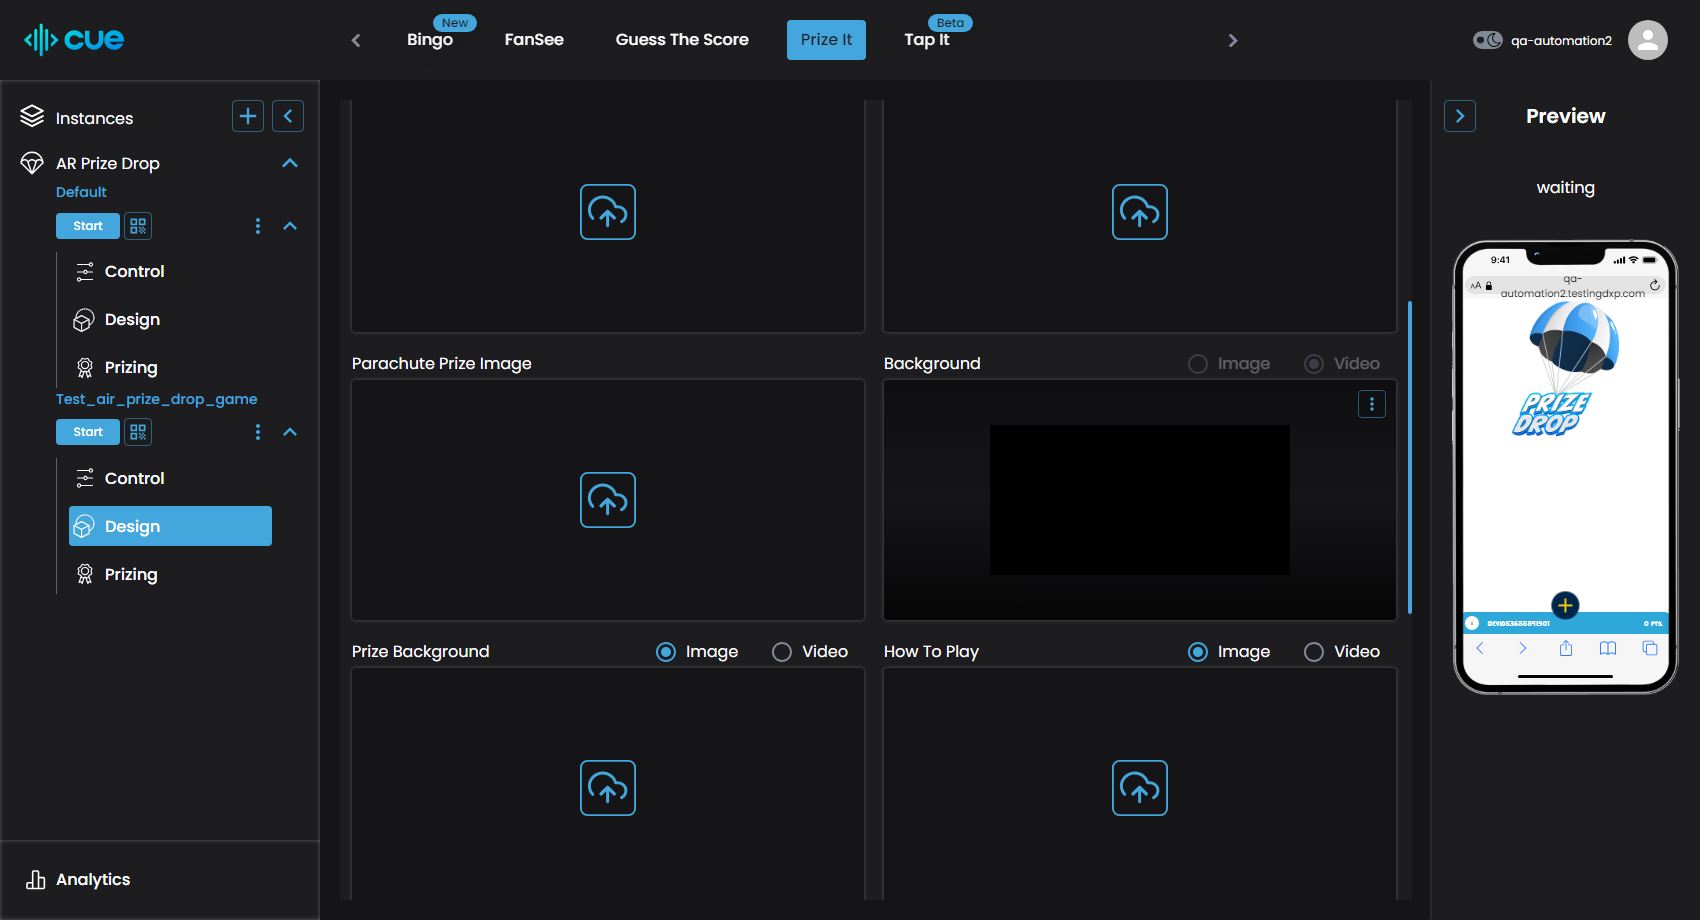 cue
New
Bingo
FanSee
Guess The Score
Prize It
Beta
Tap It
qa-automation2
Instances
AR Prize Drop
Default
Start
Control
Design
Prizing
Test_air_prize_drop_game
Start
Control
Design
Prizing
Analytics
Parachute Prize Image
Background
Image
Video
Prize Background
Image
Video
How To Play
Image
Video
Preview
waiting
9:41
AA
qa-
automation2.testingdxp.com
PRIZE
DROP
0 PTS.